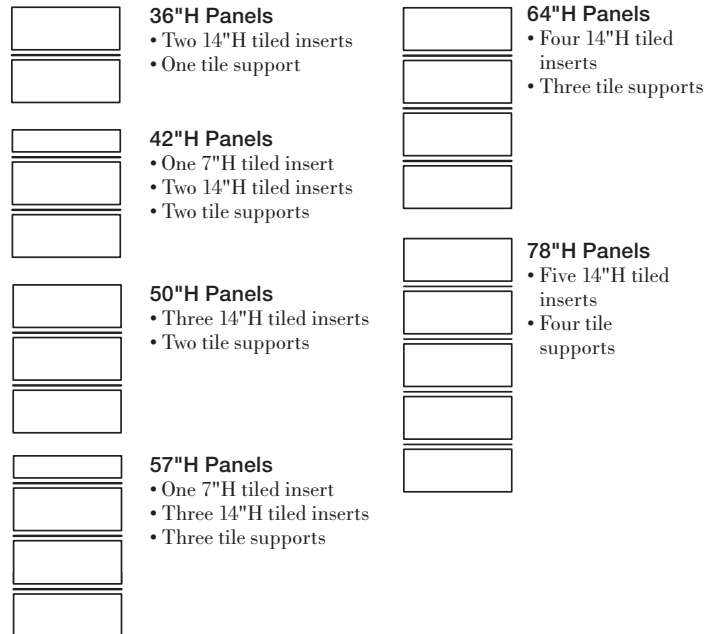 36"H Panels
• Two 14"H tiled inserts
• One tile support
42"H Panels
• One 7"H tiled insert
• Two 14"H tiled inserts
• Two tile supports
50"H Panels
• Three 14"H tiled inserts
• Two tile supports
57"H Panels
• One 7"H tiled insert
• Three 14"H tiled inserts
• Three tile supports
64"H Panels
• Four 14"H tiled
inserts
• Three tile supports
78"H Panels
• Five 14"H tiled
inserts
• Four tile
supports